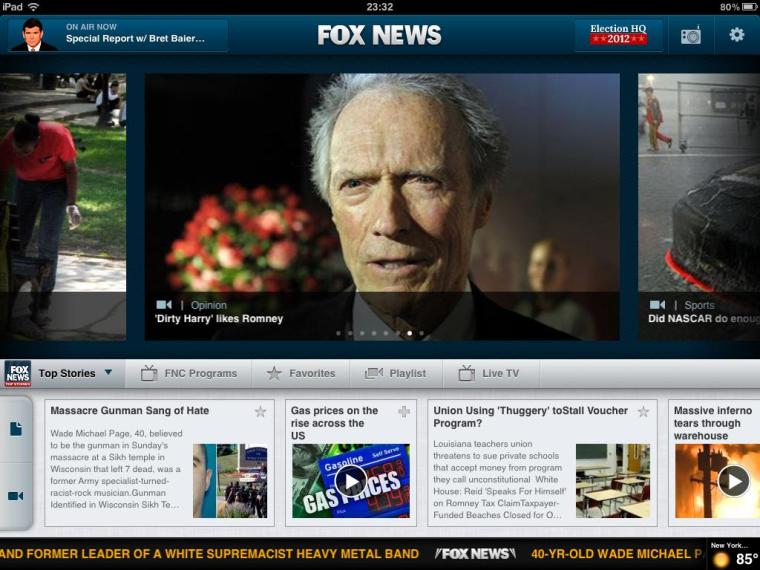 iPad 23:32 80%
ON AIR NOW
Special Report w/ Bret Baier...
FOX NEWS
Election HQ
2012
Opinion
'Dirty Harry' likes Romney
Sports
Did NASCAR do enoug
FOX
NEWS
TOP STORIES
Top Stories
FNC Programs
Favorites
Playlist
Live TV
Massacre Gunman Sang of Hate
Wade Michael Page, 40, believed
to be the gunman in Sunday's
massacre at a Sikh temple in
Wisconsin that left 7 dead, was a
former Army specialist-turned-
racist-rock musician.Gunman
Identified in Wisconsin Sikh Te...
Gas prices on the
rise across the
US
Gasoline
Self Serve
GAS PRICES
Plus
Union Using 'Thuggery' toStall Voucher
Program?
Louisiana teachers union
threatens to sue private schools
that accept money from program
they call unconstitutional White
House: Reid 'Speaks For Himself'
on Romney Tax ClaimTaxpayer-
Funded Beaches Closed for O...
Massive inferno
tears through
warehouse
AND FORMER LEADER OF A WHITE SUPREMACIST HEAVY METAL BAND
FOX NEWS
40-YR-OLD WADE MICHAEL P
New York...
85°